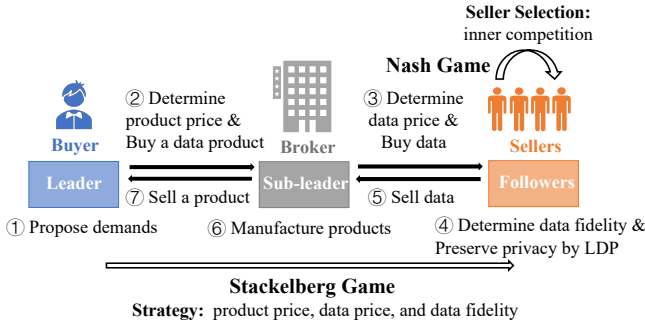 Seller Selection:
inner competition
Nash Game
② Determine
product price &
Buy a data product
③ Determine
data price &
Buy data
Buyer
Broker
Sellers
Leader
Sub-leader
Followers
⑦ Sell a product
⑤ Sell data
① Propose demands
⑥ Manufacture products
④ Determine data fidelity &
Preserve privacy by LDP
Stackelberg Game
Strategy: product price, data price, and data fidelity